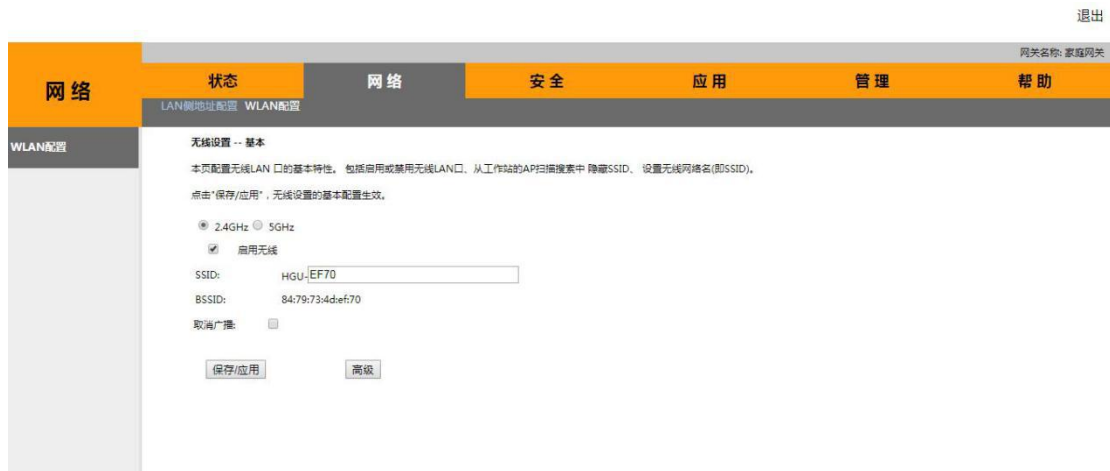 退出
网关名称: 家庭网关
网络
状态 网络 安全 应用 管理 帮助
LAN侧地址配置 WLAN配置
WLAN配置
无线设置 -- 基本
本页配置无线LAN 口的基本特性。 包括启用或禁用无线LAN口、从工作站的AP扫描搜索中 隐藏SSID、 设置无线网络名(即SSID)。
点击"保存/应用"，无线设置的基本配置生效。
2.4GHz 5GHz
启用无线
SSID: HGU-EF70
BSSID: 84:79:73:4d:ef:70
取消广播:
保存/应用 高级